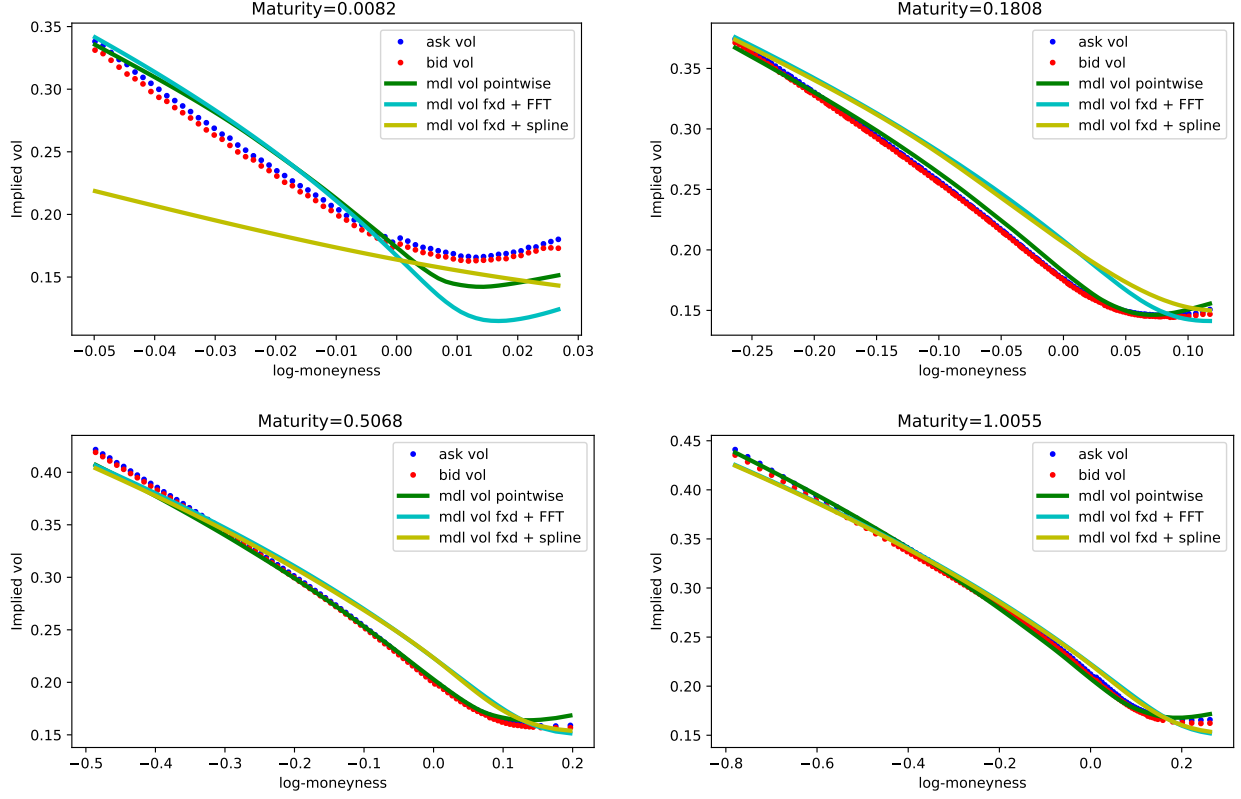 Maturity=0.0082
Implied vol
0.35
0.30
0.25
0.20
0.15
ask vol
bid vol
mdl vol pointwise
mdl vol fxd + FFT
mdl vol fxd + spline
−0.05 −0.04 −0.03 −0.02 −0.01 0.00 0.01 0.02 0.03
log-moneyness
Maturity=0.1808
Implied vol
0.35
0.30
0.25
0.20
0.15
ask vol
bid vol
mdl vol pointwise
mdl vol fxd + FFT
mdl vol fxd + spline
−0.25 −0.20 −0.15 −0.10 −0.05 0.00 0.05 0.10
log-moneyness
Maturity=0.5068
Implied vol
0.40
0.35
0.30
0.25
0.20
0.15
ask vol
bid vol
mdl vol pointwise
mdl vol fxd + FFT
mdl vol fxd + spline
−0.5 −0.4 −0.3 −0.2 −0.1 0.0 0.1 0.2
log-moneyness
Maturity=1.0055
Implied vol
0.45
0.40
0.35
0.30
0.25
0.20
0.15
ask vol
bid vol
mdl vol pointwise
mdl vol fxd + FFT
mdl vol fxd + spline
−0.8 −0.6 −0.4 −0.2 0.0 0.2
log-moneyness